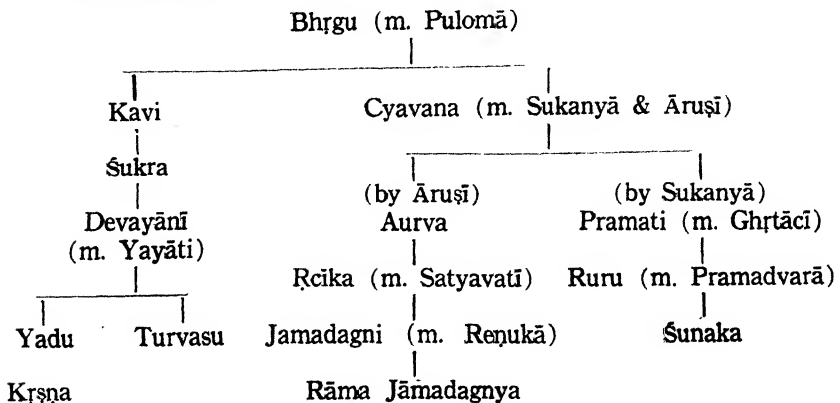 Bhṛgu (m. Pulomā)
Kavi Cyavana (m. Sukanyā & Āruṣī)
Śukra
(by Āruṣī) (by Sukanyā)
Devayānī Aurva Pramati (m. Ghṛtācī)
(m. Yayāti)
Ṛcīka (m. Satyavatī) Ruru (m. Pramadvarā)
Yadu Turvasu Jamadagni (m. Reṇukā) Śunaka
Kṛṣṇa Rāma Jāmadagnya